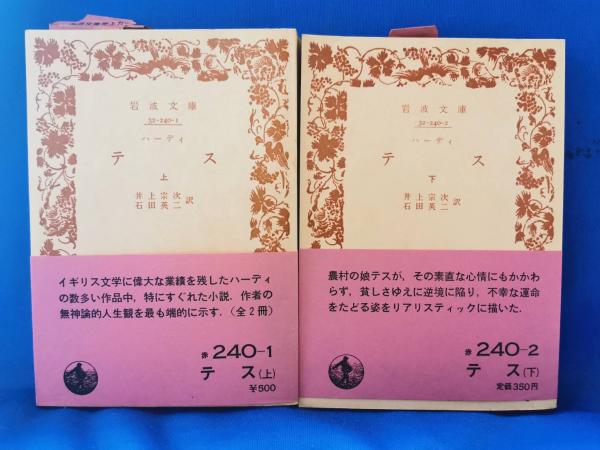 岩波文庫
32-240-1
ハーディ
テス
上
井上宗次
石田英二 訳
イギリス文学に偉大な業績を残したハーディ
の数多い作品中，特にすぐれた小説．作者の
無神論的人生観を最も端的に示す．（全2冊）
赤 240-1
テス(上)
￥500
岩波文庫
32-240-2
ハーディ
テス
下
井上宗次
石田英二 訳
農村の娘テスが，その素直な心情にもかかわ
らず，貧しさゆえに逆境に陥り，不幸な運命
をたどる姿をリアリスティックに描いた．
赤 240-2
テス(下)
定価350円